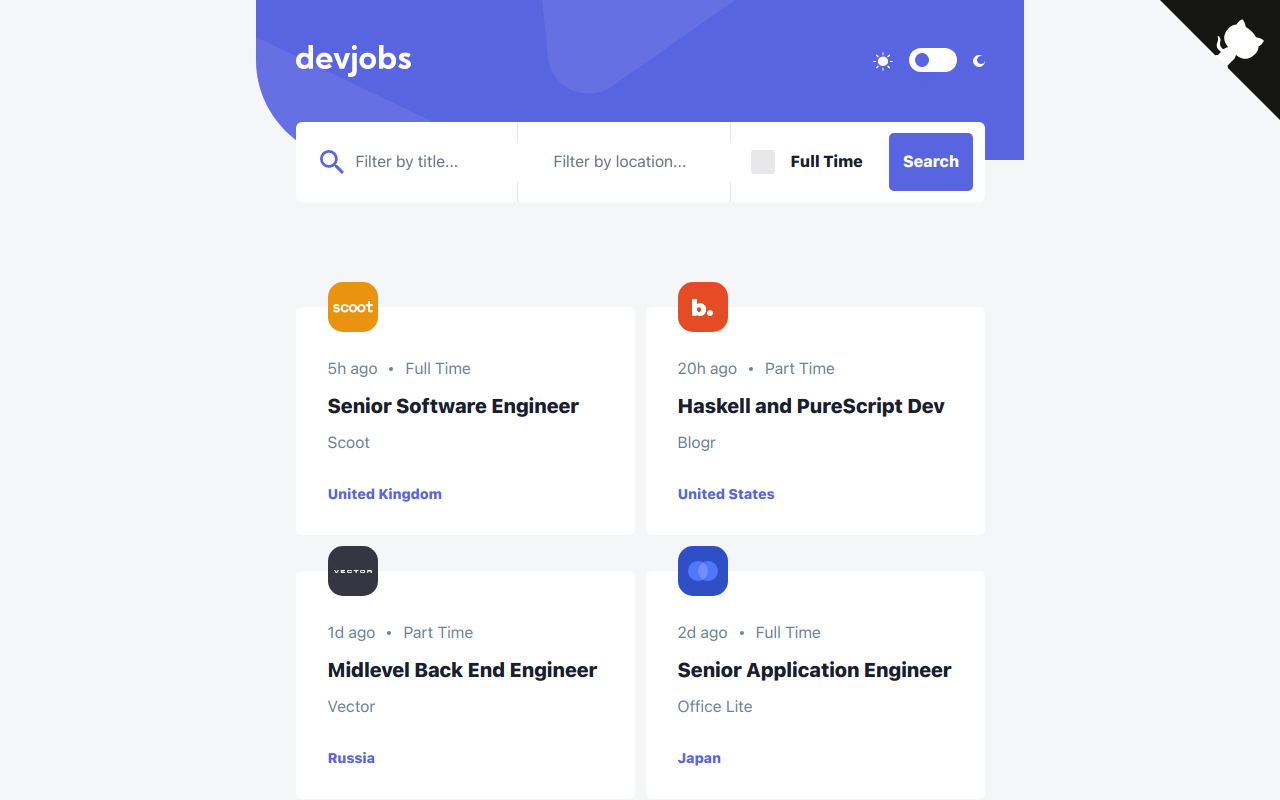 devjobs
Filter by title...
Filter by location...
Full Time
Search
scoot
5h ago • Full Time
Senior Software Engineer
Scoot
United Kingdom
b.
20h ago • Part Time
Haskell and PureScript Dev
Blogr
United States
VECTOR
1d ago • Part Time
Midlevel Back End Engineer
Vector
Russia
2d ago • Full Time
Senior Application Engineer
Office Lite
Japan